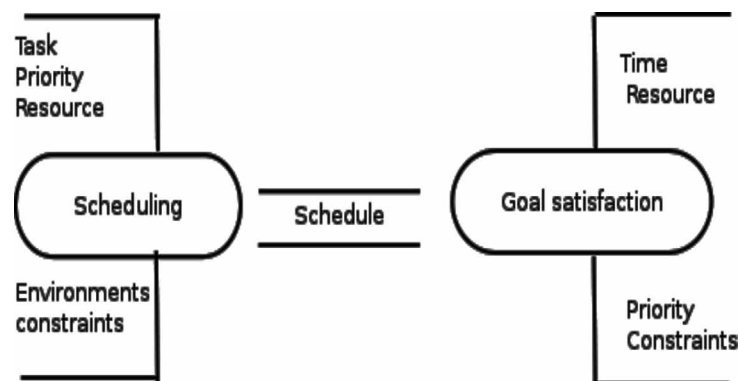 Task
Priority
Resource
Scheduling
Environments
constraints
Schedule
Time
Resource
Goal satisfaction
Priority
Constraints